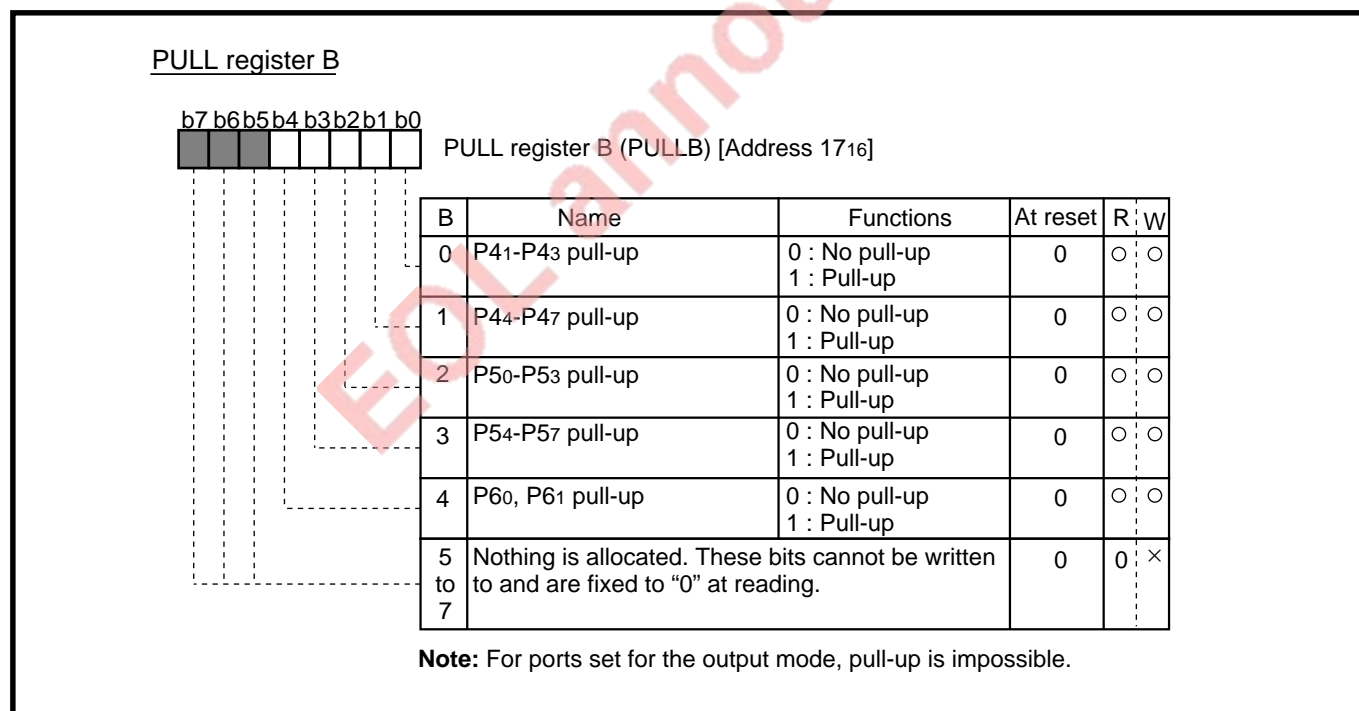 PULL register B
b7 b6 b5 b4 b3 b2 b1 b0
PULL register B (PULLB) [Address 1716]
B Name Functions At reset R W
0 P41-P43 pull-up 0 : No pull-up 0 ○ ○
1 : Pull-up
1 P44-P47 pull-up 0 : No pull-up 0 ○ ○
1 : Pull-up
2 P50-P53 pull-up 0 : No pull-up 0 ○ ○
1 : Pull-up
3 P54-P57 pull-up 0 : No pull-up 0 ○ ○
1 : Pull-up
4 P60, P61 pull-up 0 : No pull-up 0 ○ ○
1 : Pull-up
5 Nothing is allocated. These bits cannot be written 0 0 ×
to to and are fixed to “0” at reading.
7
Note: For ports set for the output mode, pull-up is impossible.
EOL